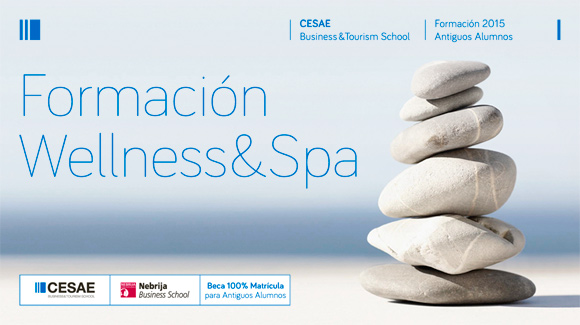 CESAE
Business&Tourism School
Formación 2015
Antiguos Alumnos
Formación
Wellness&Spa
CESAE
BUSINESS&TOURISM SCHOOL
Nebrija
Business School
Beca 100% Matrícula
para Antiguos Alumnos